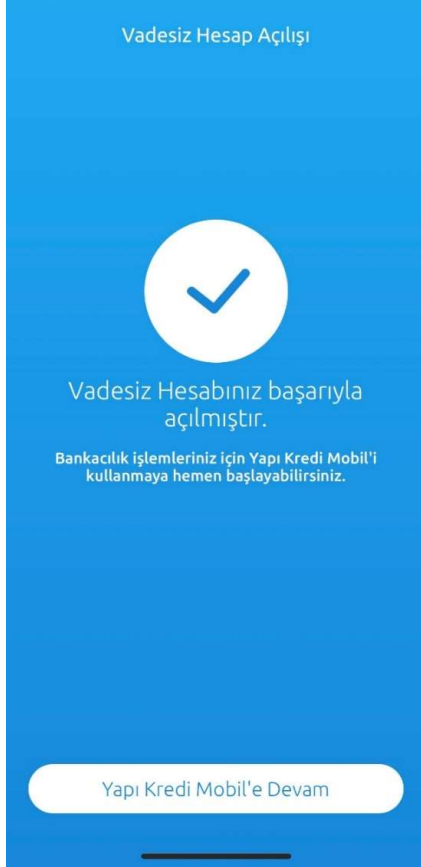 Vadesiz Hesap Açılışı
Vadesiz Hesabınız başarıyla
açılmıştır.
Bankacılık işlemleriniz için Yapı Kredi Mobil'i
kullanmaya hemen başlayabilirsiniz.
Yapı Kredi Mobil'e Devam